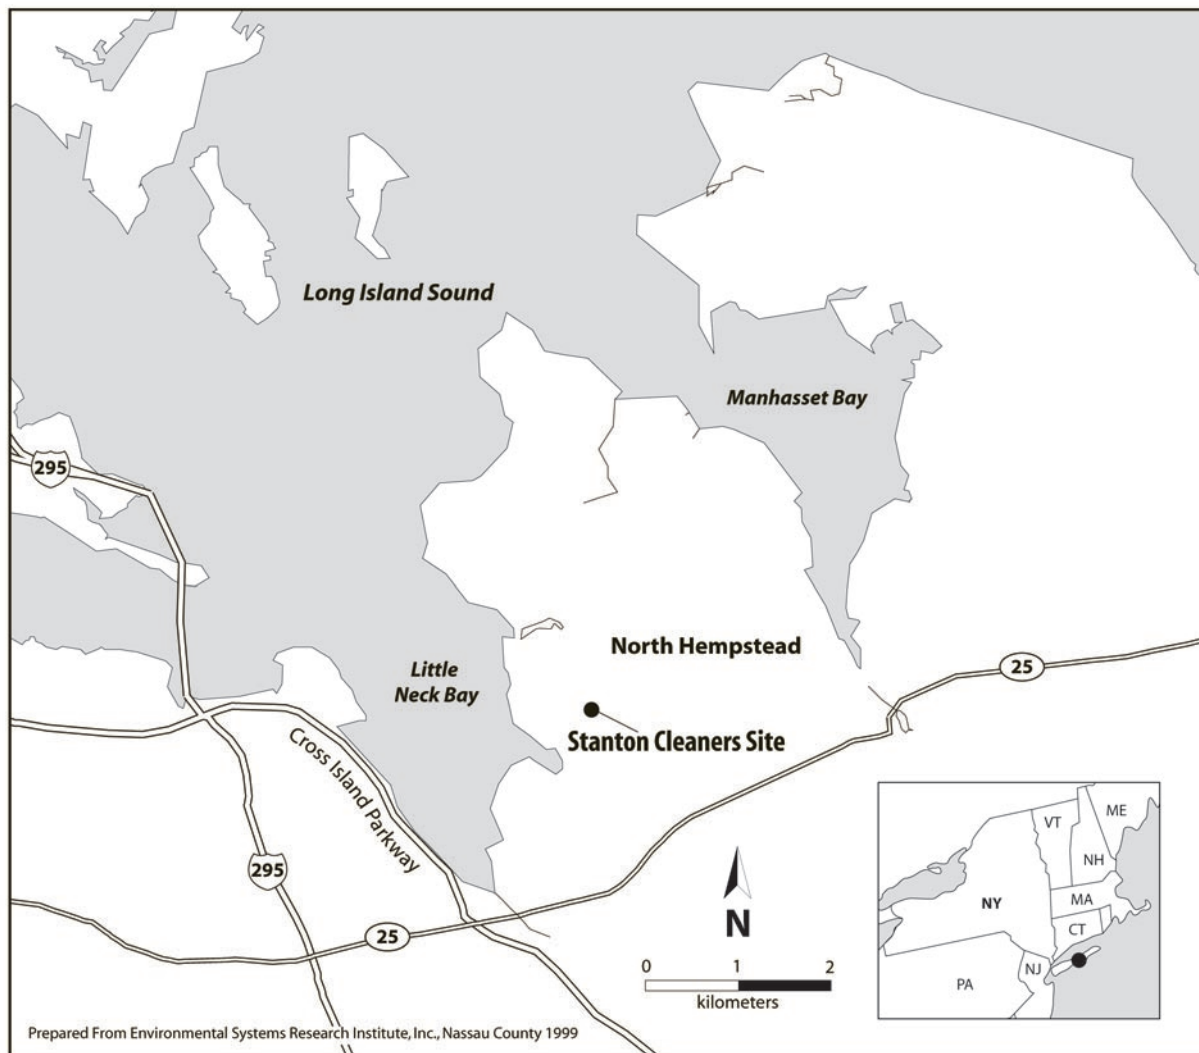 Long Island Sound
Manhasset Bay
295
North Hempstead
Little
Neck Bay
25
Stanton Cleaners Site
Cross Island Parkway
295
25
N
0 1 2
kilometers
ME
VT
NH
NY
MA
CT
NJ
PA
Prepared From Environmental Systems Research Institute, Inc., Nassau County 1999